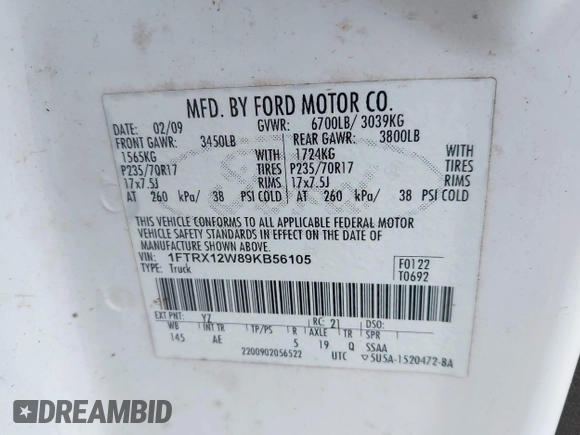 MFD. BY FORD MOTOR CO.
DATE: 02/09 GVWR: 6700LB/ 3039KG
FRONT GAWR: 3450LB REAR GAWR: 3800LB
1565KG WITH 1724KG WITH
P235/70R17 TIRES P235/70R17 TIRES
17x7.5J RIMS 17x7.5J RIMS
AT 260 kPa/ 38 PSI COLD AT 260 kPa/ 38 PSI COLD
THIS VEHICLE CONFORMS TO ALL APPLICABLE FEDERAL MOTOR
VEHICLE SAFETY STANDARDS IN EFFECT ON THE DATE OF
MANUFACTURE SHOWN ABOVE.
VIN: 1FTRX12W89KB56105 F0122
TYPE: Truck T0692
EXT PNT: YZ RC: 21 DSO:
WB INT TR TP/PS R AXLE TR SPR
145 AE 5 19 Q SSAA
2200902056522 UTC 5U5A-1520472-BA
DREAMBID